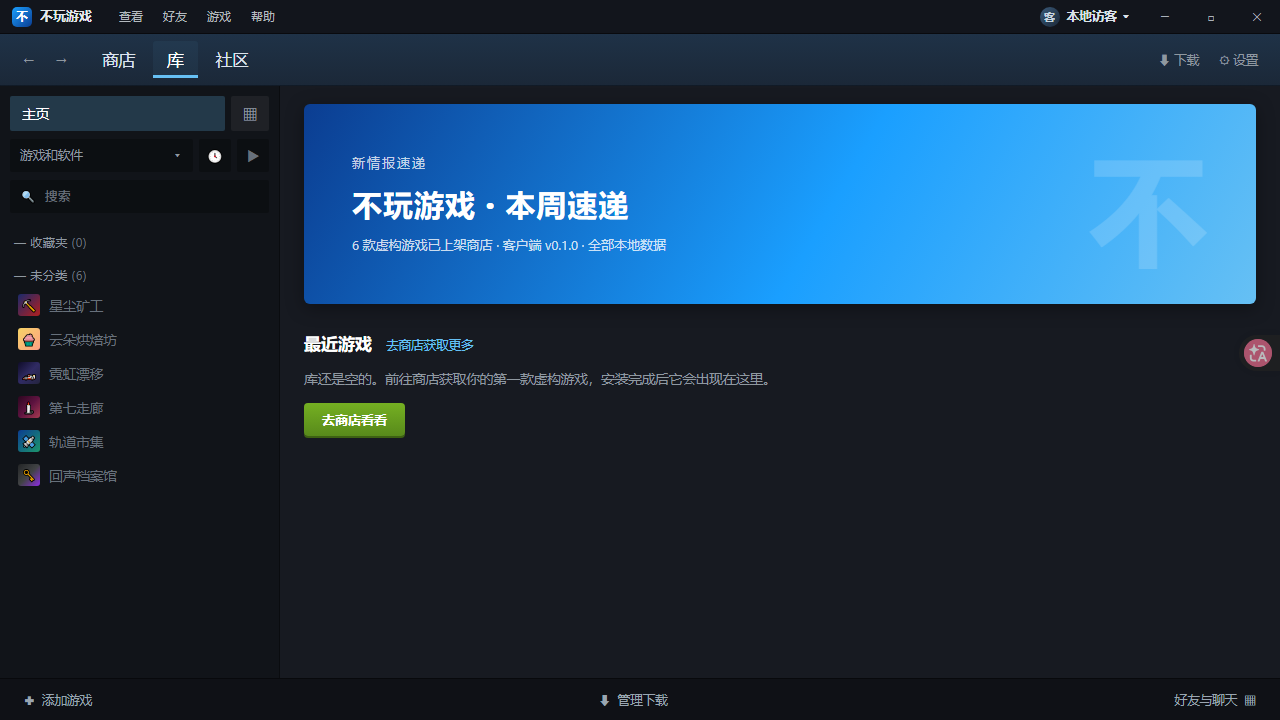 不 不玩游戏 查看 好友 游戏 帮助 客 本地访客
← → 商店 库 社区 下载 设置
主页
游戏和软件
搜索
— 收藏夹 (0)
— 未分类 (6)
星尘矿工
云朵烘焙坊
霓虹漂移
第七走廊
轨道市集
回声档案馆
新情报速递
不玩游戏 · 本周速递
6 款虚构游戏已上架商店 · 客户端 v0.1.0 · 全部本地数据
不
最近游戏 去商店获取更多
库还是空的。前往商店获取你的第一款虚构游戏，安装完成后它会出现在这里。
去商店看看
添加游戏 管理下载 好友与聊天